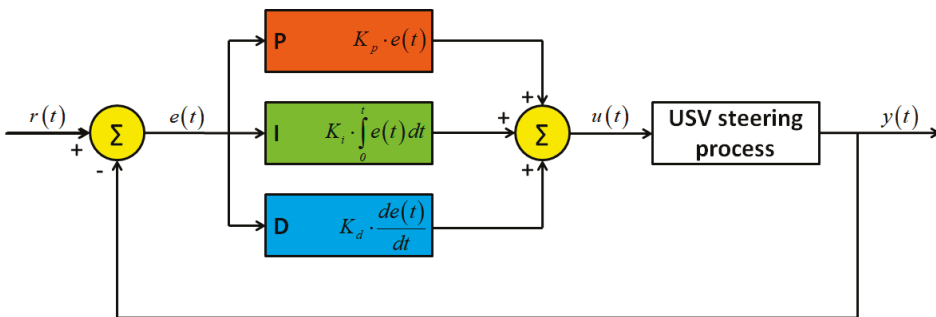 r(t)
+
-
Σ
e(t)
P K_p · e(t)
I K_i · ∫_0^t e(t) dt
D K_d · de(t)/dt
+
+
+
Σ
u(t)
USV steering
process
y(t)